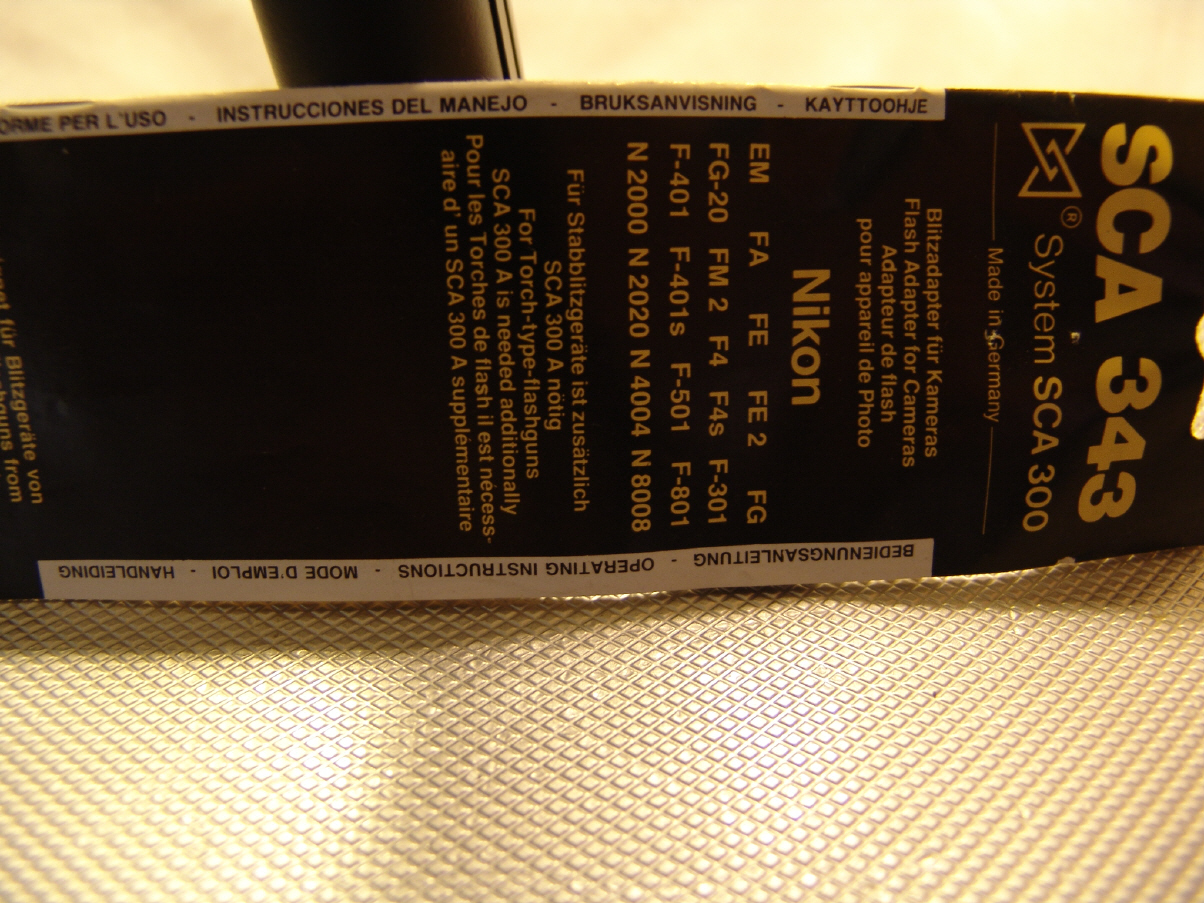 SCA 343
® System SCA 300
Made in Germany
Blitzadapter für Kameras
Flash Adapter for Cameras
Adapteur de flash
pour appareil de Photo
Nikon
EM FA FE FE 2 FG
FG-20 FM 2 F4 F4s F-301
F-401 F-401s F-501 F-801
N 2000 N 2020 N 4004 N 8008
Für Stabblitzgeräte ist zusätzlich
SCA 300 A nötig
For Torch-type-flashguns
SCA 300 A is needed additionally
Pour les Torches de flash il est nécess-
aire d' un SCA 300 A supplémentaire
für Blitzgeräte von
from
ORME PER L'USO - INSTRUCCIONES DEL MANEJO - BRUKSANVISNING - KAYTTOOHJE
BEDIENUNGSANLEITUNG - OPERATING INSTRUCTIONS - MODE D'EMPLOI - HANDLEIDING